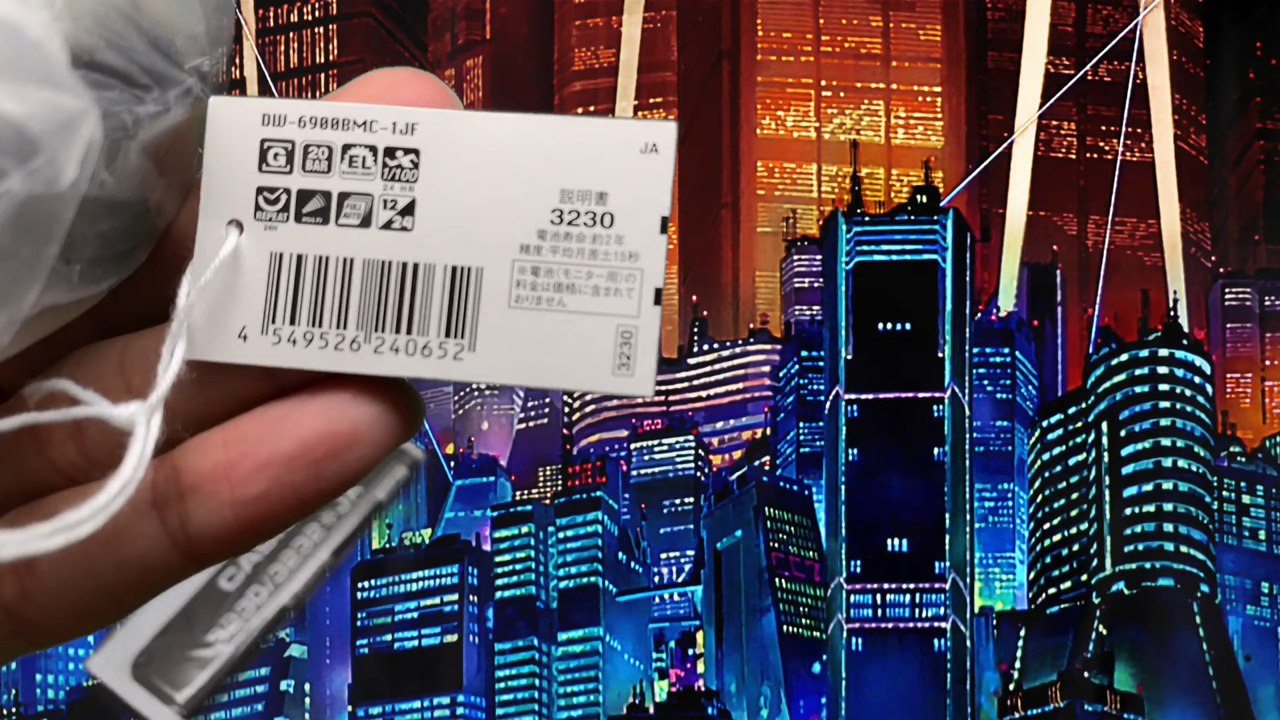 DW-6900BMC-1JF
JA
G
20 BAR
EL
BACKLIGHT
1/100
24 HR
REPEAT
24H
MULTI
FULL AUTO
12/24
説明書
3230
電池寿命:約2年
精度:平均月差±15秒
※電池(モニター用)の
料金は価格に含まれて
おりません
3230
4 549526 240652